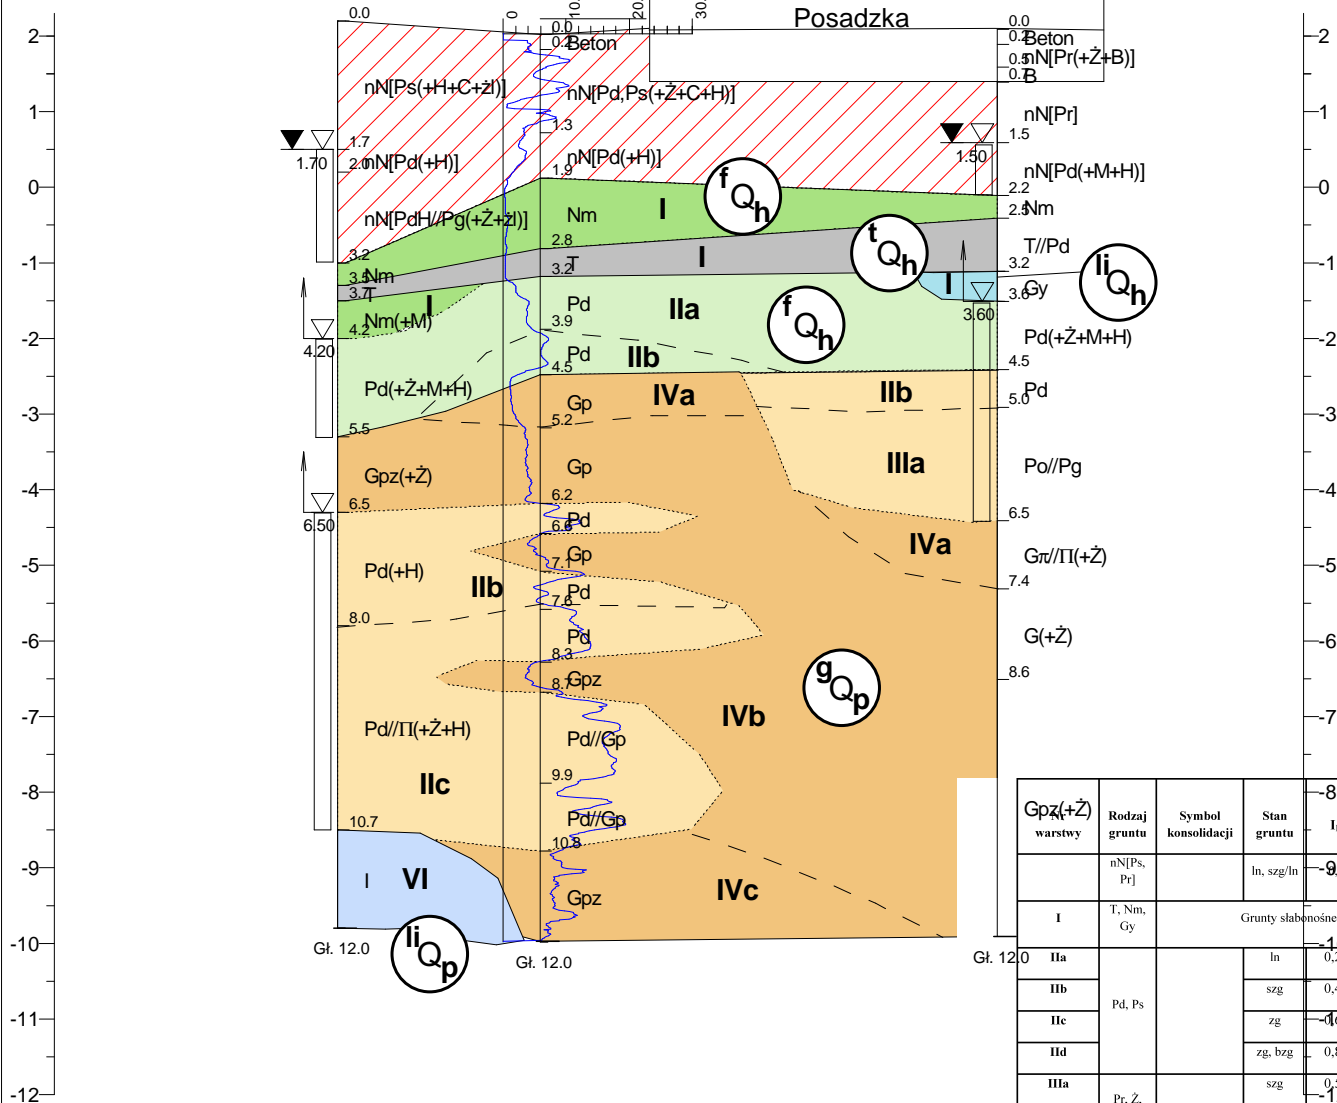 Posadzka
0
10.
20.
30.
2
1
0
-1
-2
-3
-4
-5
-6
-7
-8
-9
-10
-11
-12
0.0
nN[Ps(+H+C+żl)]
1.7
1.70
2.0
nN[Pd(+H)]
nN[PdH//Pg(+Ż+żl)]
3.2
3.5
Nm
3.7
T
I
Nm(+M)
4.2
4.20
Pd(+Ż+M+H)
5.5
Gpz(+Ż)
6.5
6.50
Pd(+H)
IIb
8.0
Pd//Π(+Ż+H)
IIc
10.7
I
VI
Gł. 12.0
li Q p
0.0
0.2
Beton
nN[Pd,Ps(+Ż+C+H)]
1.3
nN[Pd(+H)]
1.9
Nm
I
2.8
T
I
3.2
Pd
IIa
3.9
Pd
IIb
4.5
Gp
IVa
5.2
Gp
6.2
Pd
6.6
Gp
7.1
Pd
7.6
Pd
8.3
Gpz
8.7
Pd//Gp
9.9
Pd//Gp
10.8
Gpz
Gł. 12.0
f Q h
t Q h
f Q h
li Q h
g Q p
IIb
IIIa
IVa
IVb
IVc
I
0.0
0.2
Beton
0.5
nN[Pr(+Ż+B)]
0.7
B
nN[Pr]
1.5
1.50
nN[Pd(+M+H)]
2.2
2.5
Nm
T//Pd
3.2
3.6
Gy
3.60
Pd(+Ż+M+H)
4.5
Pd
5.0
Po//Pg
6.5
Gπ//Π(+Ż)
7.4
G(+Ż)
8.6
Gpz(+Ż)
Gł. 12.0
2
1
0
-1
-2
-3
-4
-5
-6
-7
-8
-9
warstwy
Rodzaj gruntu
Symbol konsolidacji
Stan gruntu
nN[Ps, Pr]
ln, szg/ln
I
T, Nm, Gy
Grunty słabonośne
IIa
ln
IIb
Pd, Ps
szg
IIc
zg
IId
zg, bzg
IIIa
Pr, Ż,
szg